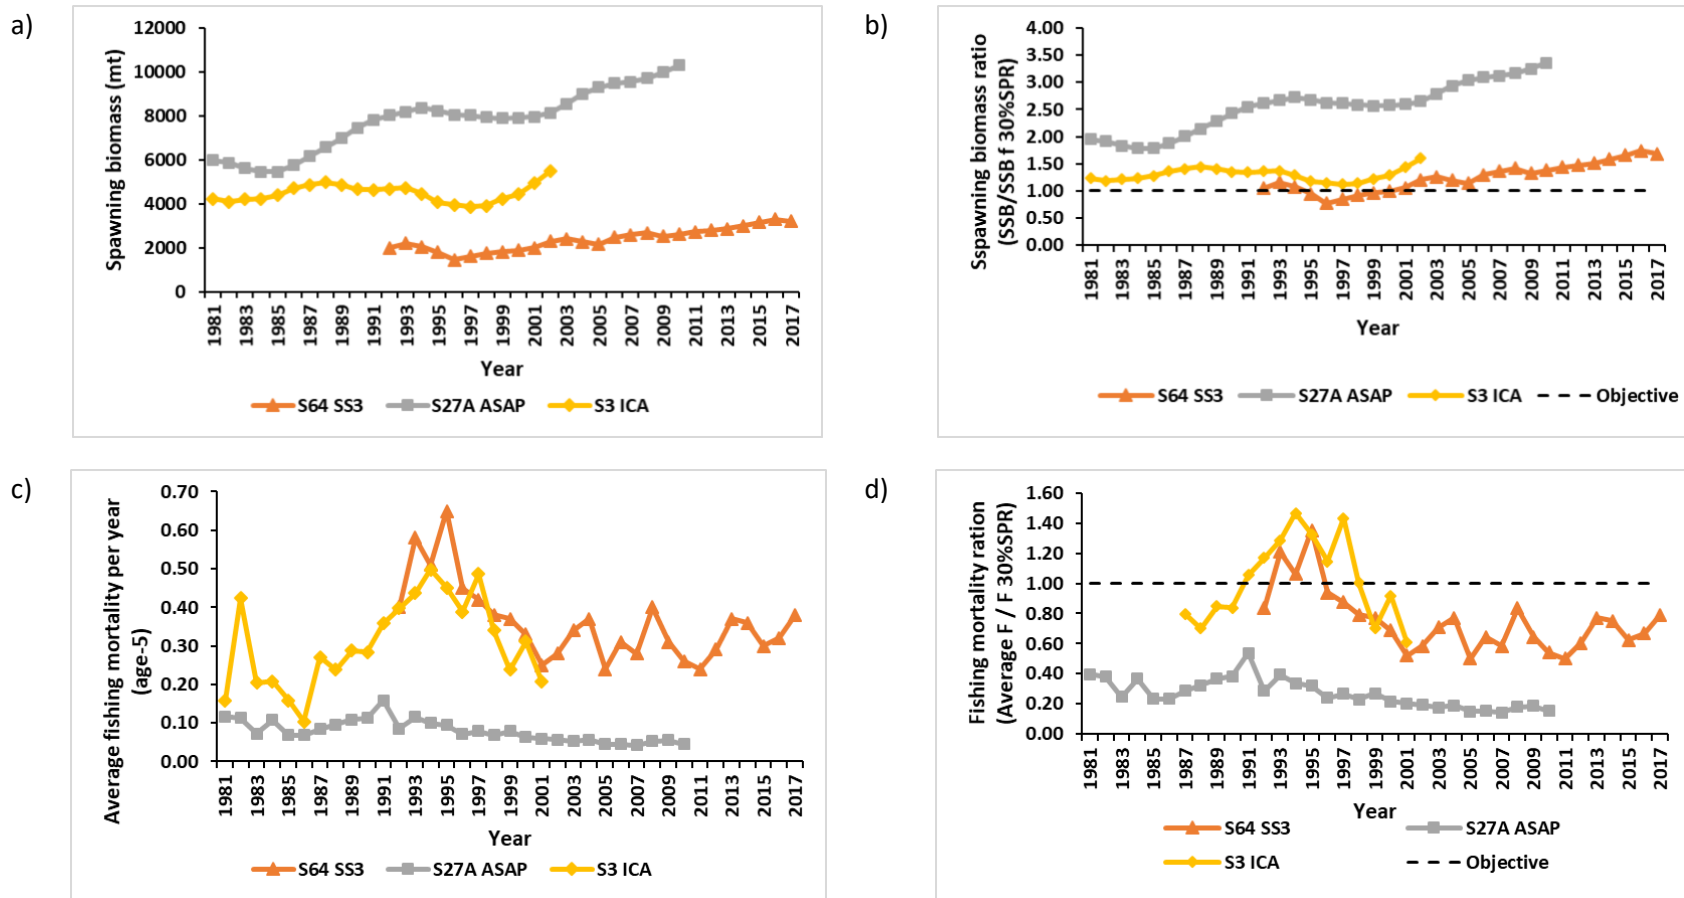 a)
Spawning biomass (mt)
12000
10000
8000
6000
4000
2000
0
1981 1983 1985 1987 1989 1991 1993 1995 1997 1999 2001 2003 2005 2007 2009 2011 2013 2015 2017
Year
S64 SS3 S27A ASAP S3 ICA
b)
Sspawning biomass ratio
(SSB/SSB f 30%SPR)
4.00
3.50
3.00
2.50
2.00
1.50
1.00
0.50
0.00
1981 1983 1985 1987 1989 1991 1993 1995 1997 1999 2001 2003 2005 2007 2009 2011 2013 2015 2017
Year
S64 SS3 S27A ASAP S3 ICA Objective
c)
Average fishing mortality per year
(age-5)
0.70
0.60
0.50
0.40
0.30
0.20
0.10
0.00
1981 1983 1985 1987 1989 1991 1993 1995 1997 1999 2001 2003 2005 2007 2009 2011 2013 2015 2017
Year
S64 SS3 S27A ASAP S3 ICA
d)
Fishing mortality ration
(Average F / F 30%SPR)
1.60
1.40
1.20
1.00
0.80
0.60
0.40
0.20
0.00
1981 1983 1985 1987 1989 1991 1993 1995 1997 1999 2001 2003 2005 2007 2009 2011 2013 2015 2017
Year
S64 SS3 S27A ASAP
S3 ICA Objective